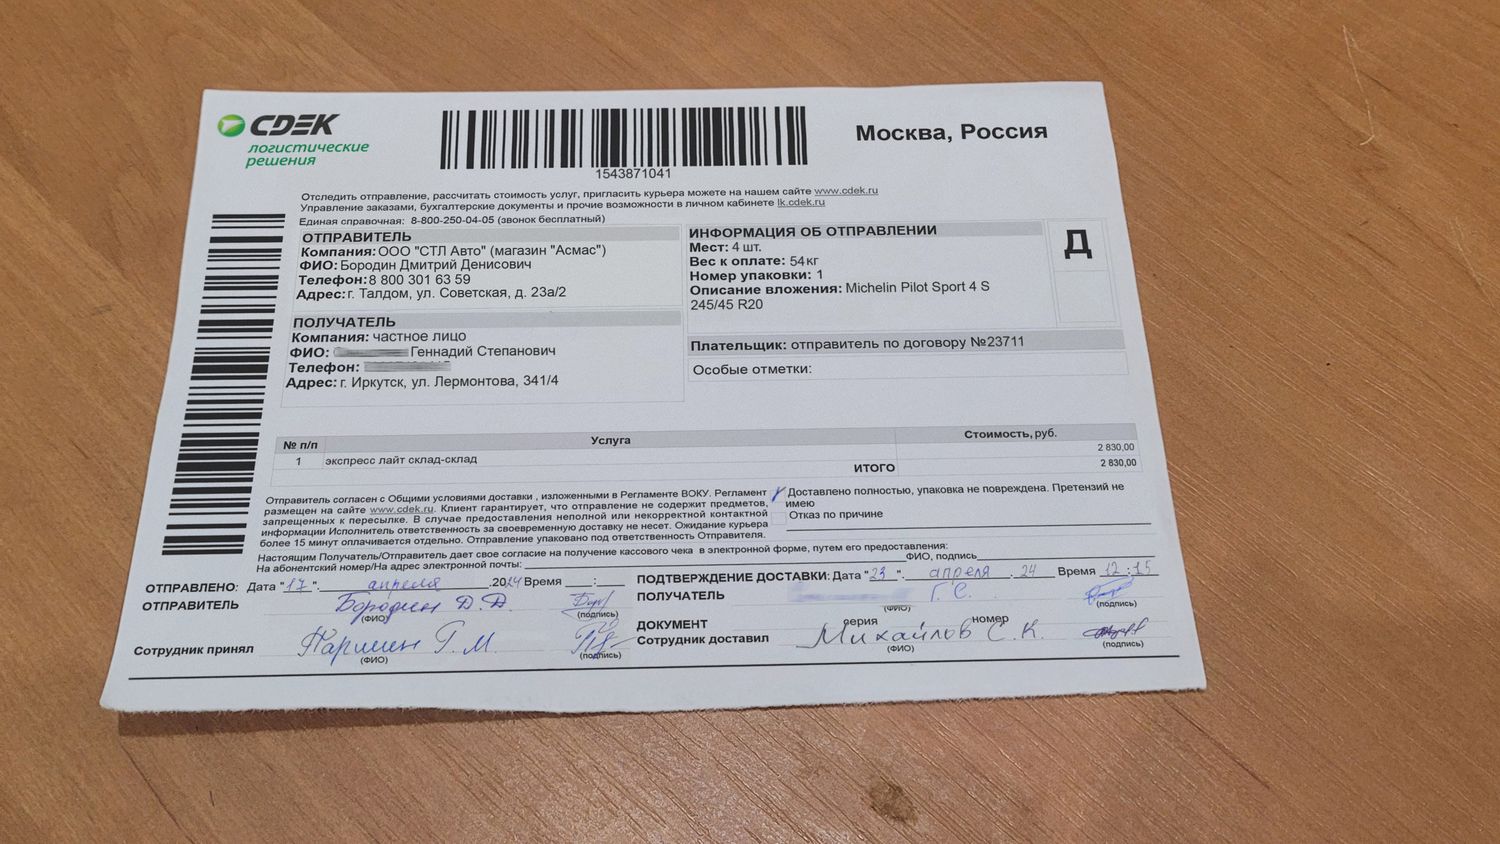 CDEK
логистические
решения
1543871041
Москва, Россия
Отследить отправление, рассчитать стоимость услуг, пригласить курьера можете на нашем сайте www.cdek.ru
Управление заказами, бухгалтерские документы и прочие возможности в личном кабинете lk.cdek.ru
Единая справочная: 8-800-250-04-05 (звонок бесплатный)
ОТПРАВИТЕЛЬ
Компания: ООО "СТЛ Авто" (магазин "Асмас")
ФИО: Бородин Дмитрий Денисович
Телефон: 8 800 301 63 59
Адрес: г. Талдом, ул. Советская, д. 23а/2
ПОЛУЧАТЕЛЬ
Компания: частное лицо
ФИО: Геннадий Степанович
Телефон:
Адрес: г. Иркутск, ул. Лермонтова, 341/4
ИНФОРМАЦИЯ ОБ ОТПРАВЛЕНИИ
Мест: 4 шт.
Вес к оплате: 54кг
Номер упаковки: 1
Описание вложения: Michelin Pilot Sport 4 S
245/45 R20
Д
Плательщик: отправитель по договору №23711
Особые отметки:
№ п/п Услуга Стоимость, руб.
1 экспресс лайт склад-склад 2 830,00
ИТОГО 2 830,00
Отправитель согласен с Общими условиями доставки , изложенными в Регламенте ВОКУ. Регламент
размещен на сайте www.cdek.ru. Клиент гарантирует, что отправление не содержит предметов,
запрещенных к пересылке. В случае предоставления неполной или некорректной контактной
информации Исполнитель ответственность за своевременную доставку не несет. Ожидание курьера
более 15 минут оплачивается отдельно. Отправление упаковано под ответственность Отправителя.
Доставлено полностью, упаковка не повреждена. Претензий не
имею
Отказ по причине
Настоящим Получатель/Отправитель дает свое согласие на получение кассового чека в электронной форме, путем его предоставления:
На абонентский номер/На адрес электронной почты: ФИО, подпись
ОТПРАВЛЕНО: Дата "17". апреля .2024 Время :
ОТПРАВИТЕЛЬ Бородин Д.Д.
(ФИО) (подпись)
Сотрудник принял Паршин Г.М.
(ФИО) (подпись)
ПОДТВЕРЖДЕНИЕ ДОСТАВКИ: Дата "23". апреля .24 Время 12:15
ПОЛУЧАТЕЛЬ Г.С.
(ФИО) (подпись)
ДОКУМЕНТ серия номер
Сотрудник доставил Михайлов С.К.
(ФИО) (подпись)